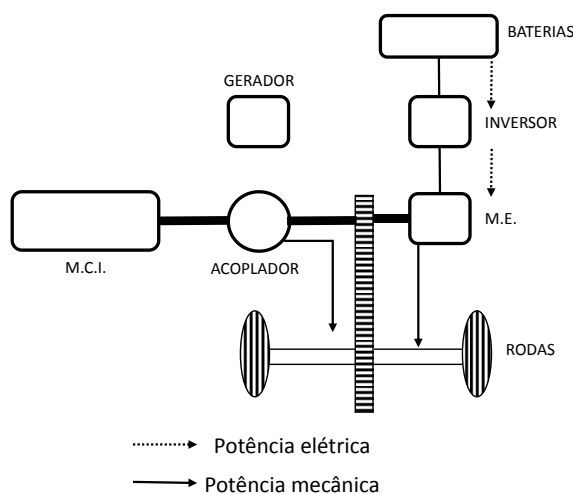 BATERIAS
GERADOR
INVERSOR
M.E.
M.C.I.
ACOPLADOR
RODAS
Potência elétrica
Potência mecânica